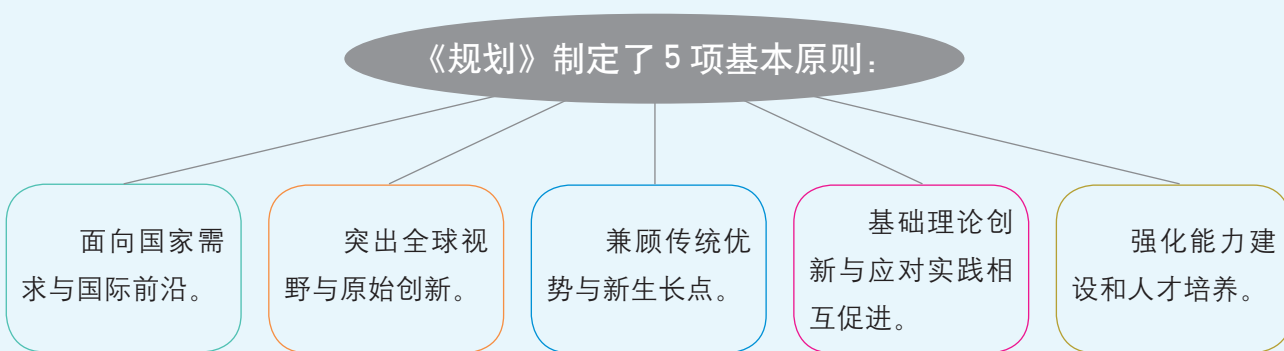 《规划》制定了5项基本原则：
面向国家需
求与国际前沿。
突出全球视
野与原始创新。
兼顾传统优
势与新生长点。
基础理论创
新与应对实践相
互促进。
强化能力建
设和人才培养。